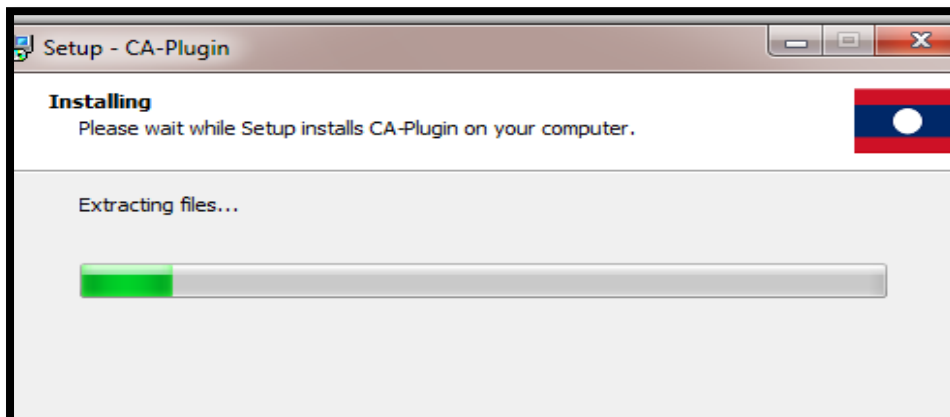 Setup - CA-Plugin
Installing
Please wait while Setup installs CA-Plugin on your computer.
Extracting files...